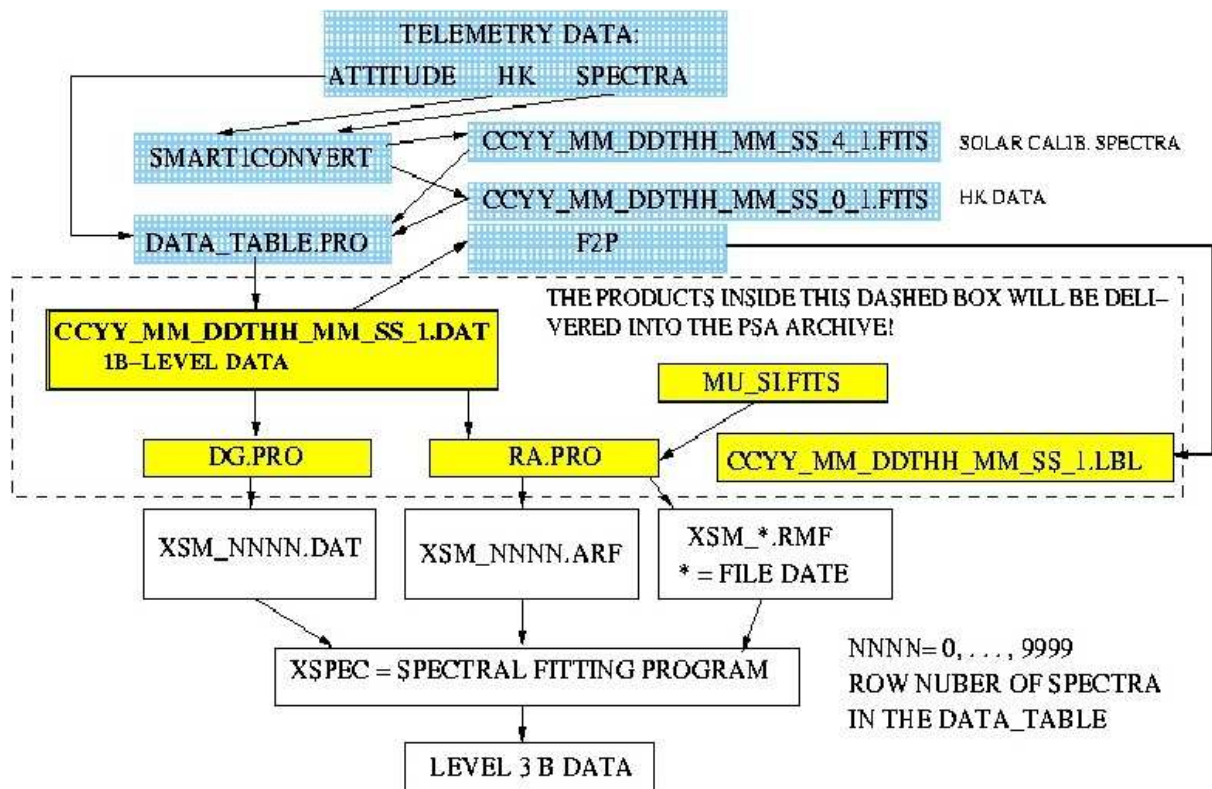 TELEMETRY DATA:
ATTITUDE HK SPECTRA
SMART1CONVERT
CCYY_MM_DDTHH_MM_SS_4_1.FITS
SOLAR CALIB. SPECTRA
CCYY_MM_DDTHH_MM_SS_0_1.FITS
HK DATA
DATA_TABLE.PRO
F2P
THE PRODUCTS INSIDE THIS DASHED BOX WILL BE DELI–
VERED INTO THE PSA ARCHIVE!
CCYY_MM_DDTHH_MM_SS_1.DAT
1B–LEVEL DATA
MU_SI.FITS
DG.PRO
RA.PRO
CCYY_MM_DDTHH_MM_SS_1.LBL
XSM_NNNN.DAT
XSM_NNNN.ARF
XSM_*.RMF
* = FILE DATE
XSPEC = SPECTRAL FITTING PROGRAM
NNNN= 0, . . . , 9999
ROW NUBER OF SPECTRA
IN THE DATA_TABLE
LEVEL 3 B DATA